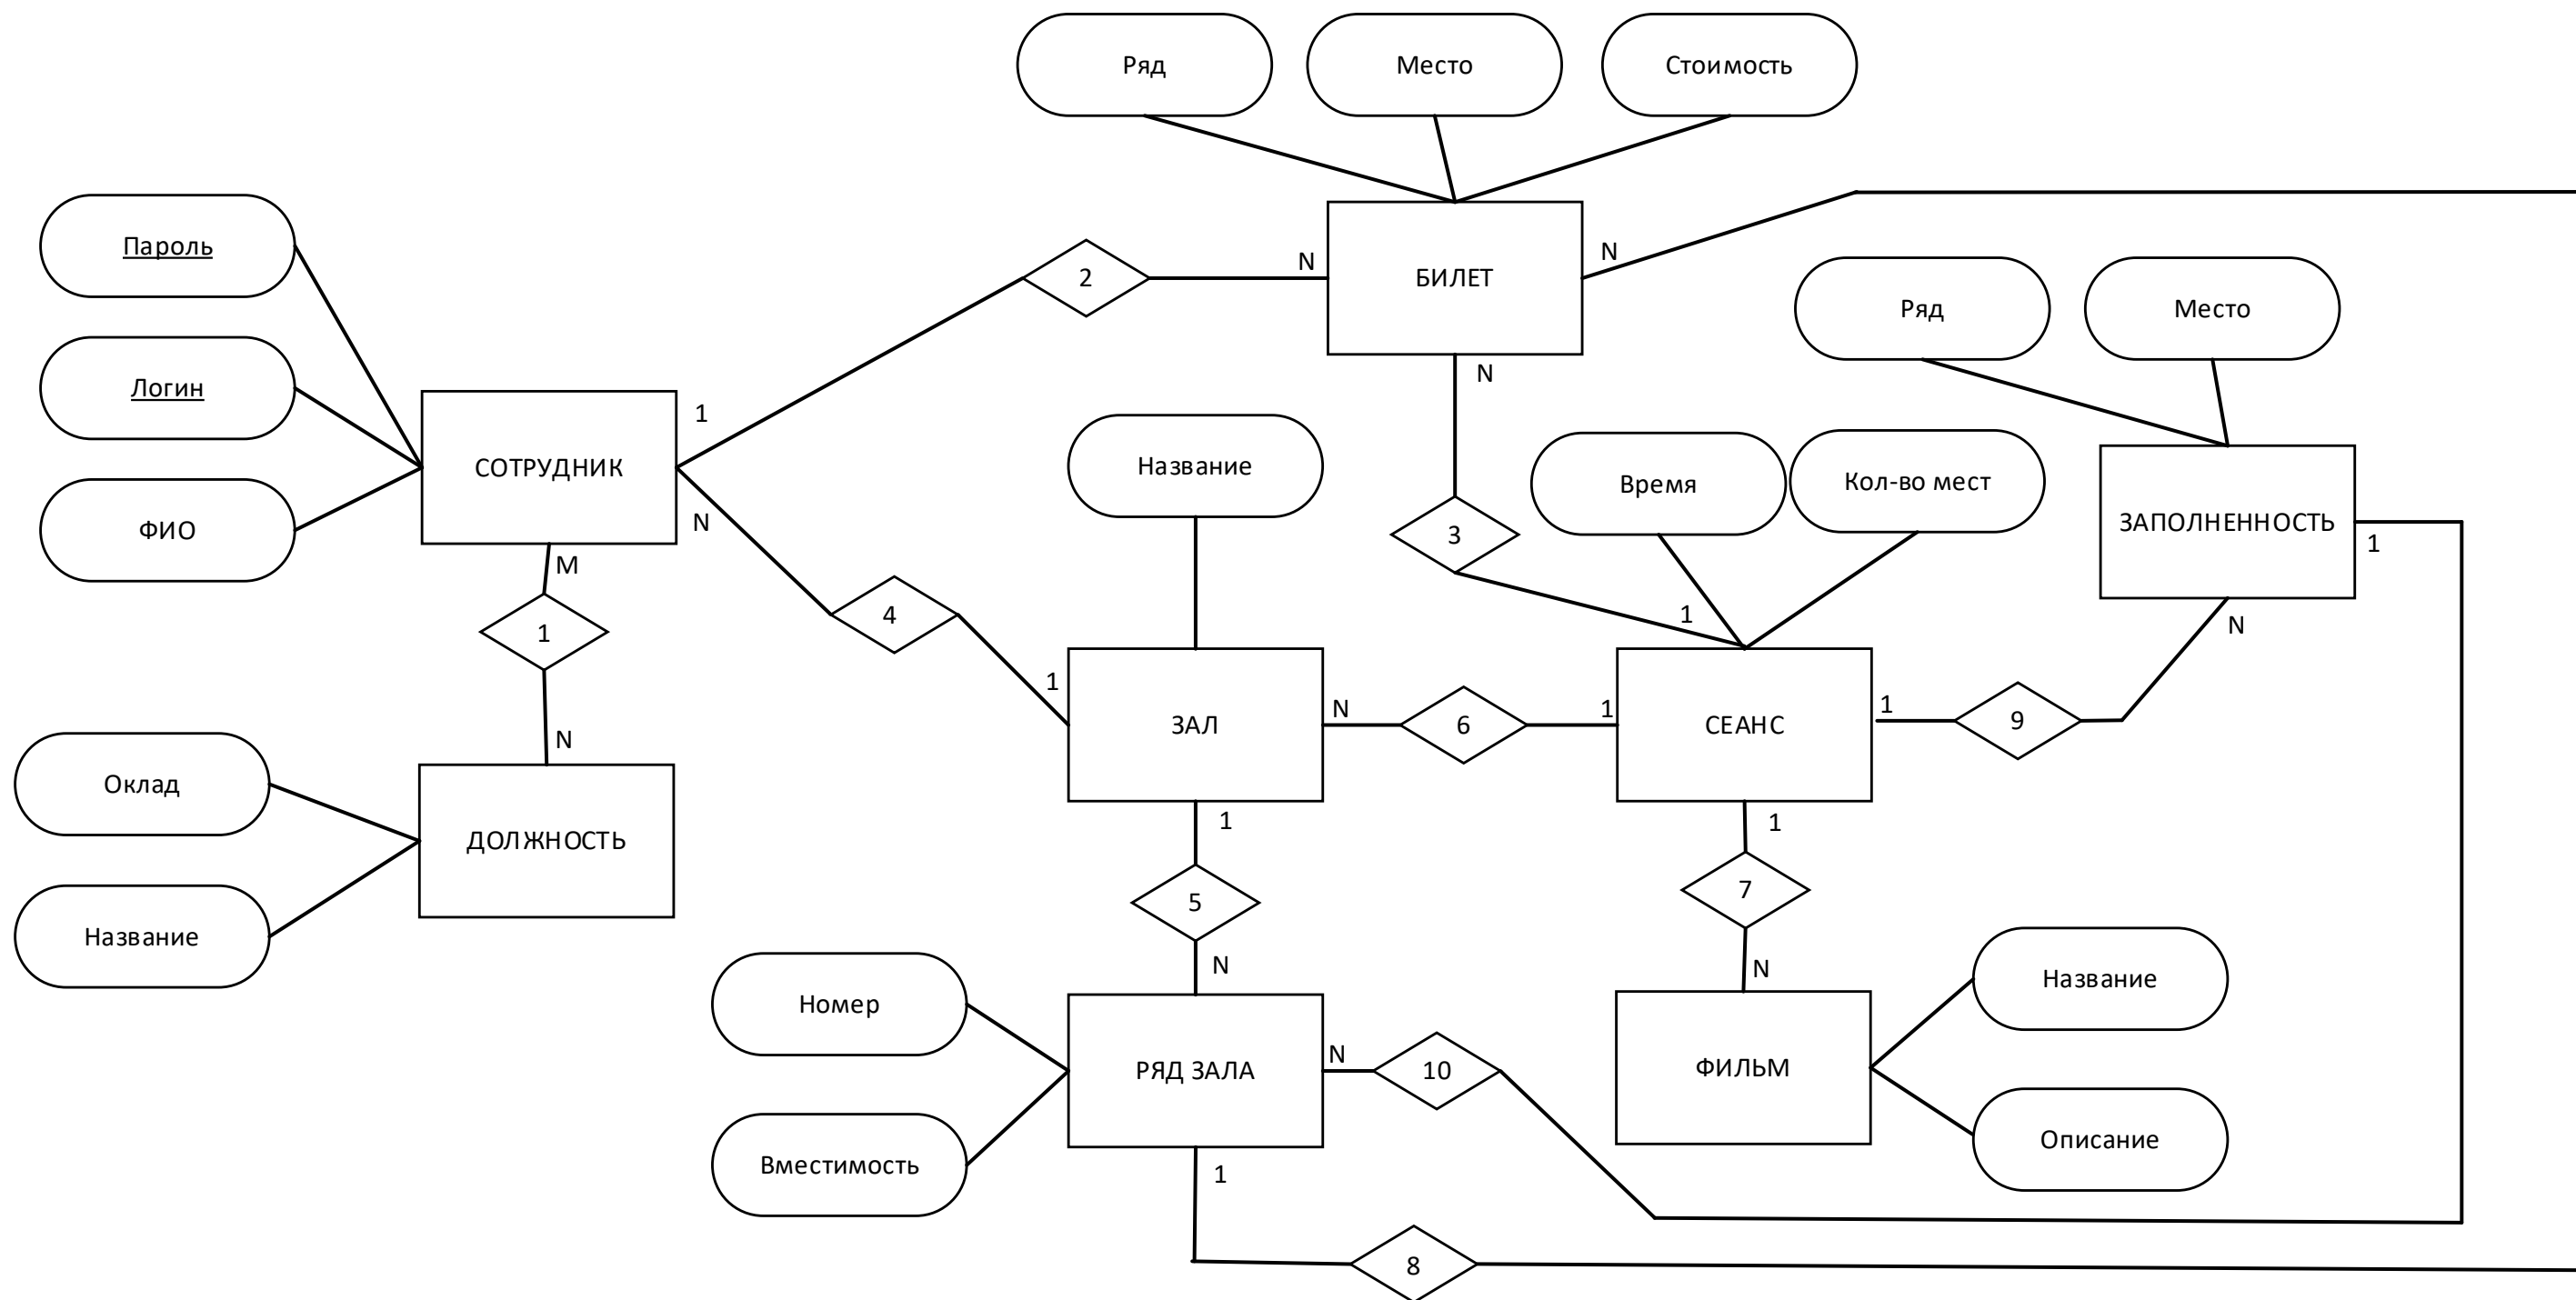 Ряд
Место
Стоимость
Пароль
2
N
БИЛЕТ
N
Ряд
Место
Логин
1
N
СОТРУДНИК
Название
Время
Кол-во мест
N
ФИО
3
ЗАПОЛНЕННОСТЬ
1
M
4
1
N
1
1
N
ЗАЛ
N
6
1
СЕАНС
1
9
N
Оклад
1
1
ДОЛЖНОСТЬ
5
7
Название
N
N
Название
Номер
РЯД ЗАЛА
N
10
ФИЛЬМ
Вместимость
1
Описание
8